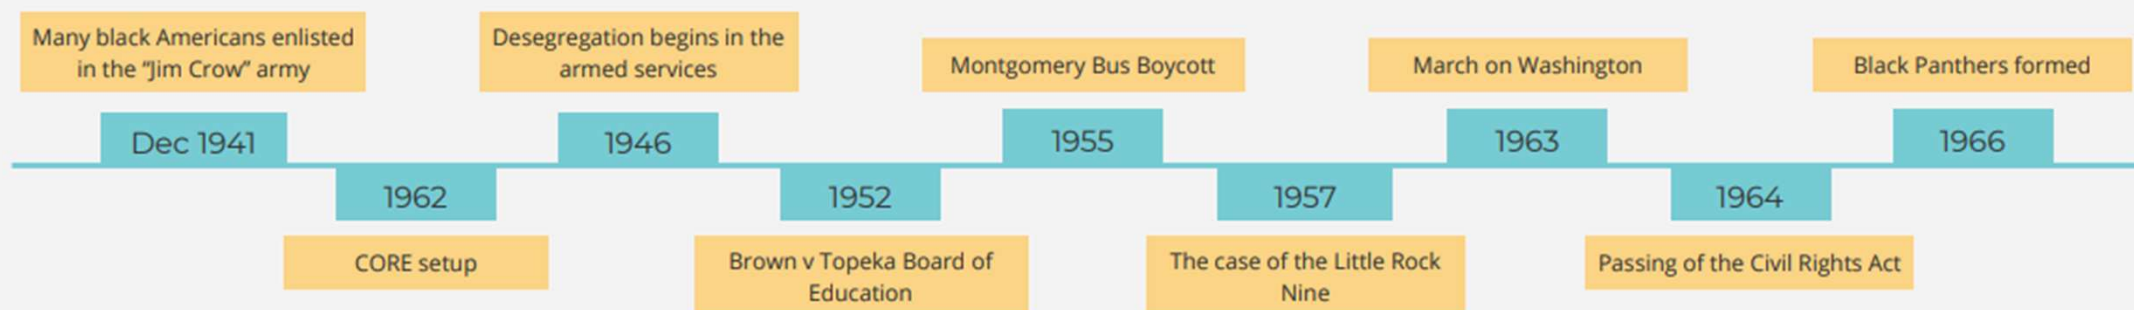 Many black Americans enlisted
in the “Jim Crow” army
Dec 1941
1962
CORE setup
Desegregation begins in the
armed services
1946
1952
Brown v Topeka Board of
Education
Montgomery Bus Boycott
1955
1957
The case of the Little Rock
Nine
March on Washington
1963
1964
Passing of the Civil Rights Act
Black Panthers formed
1966